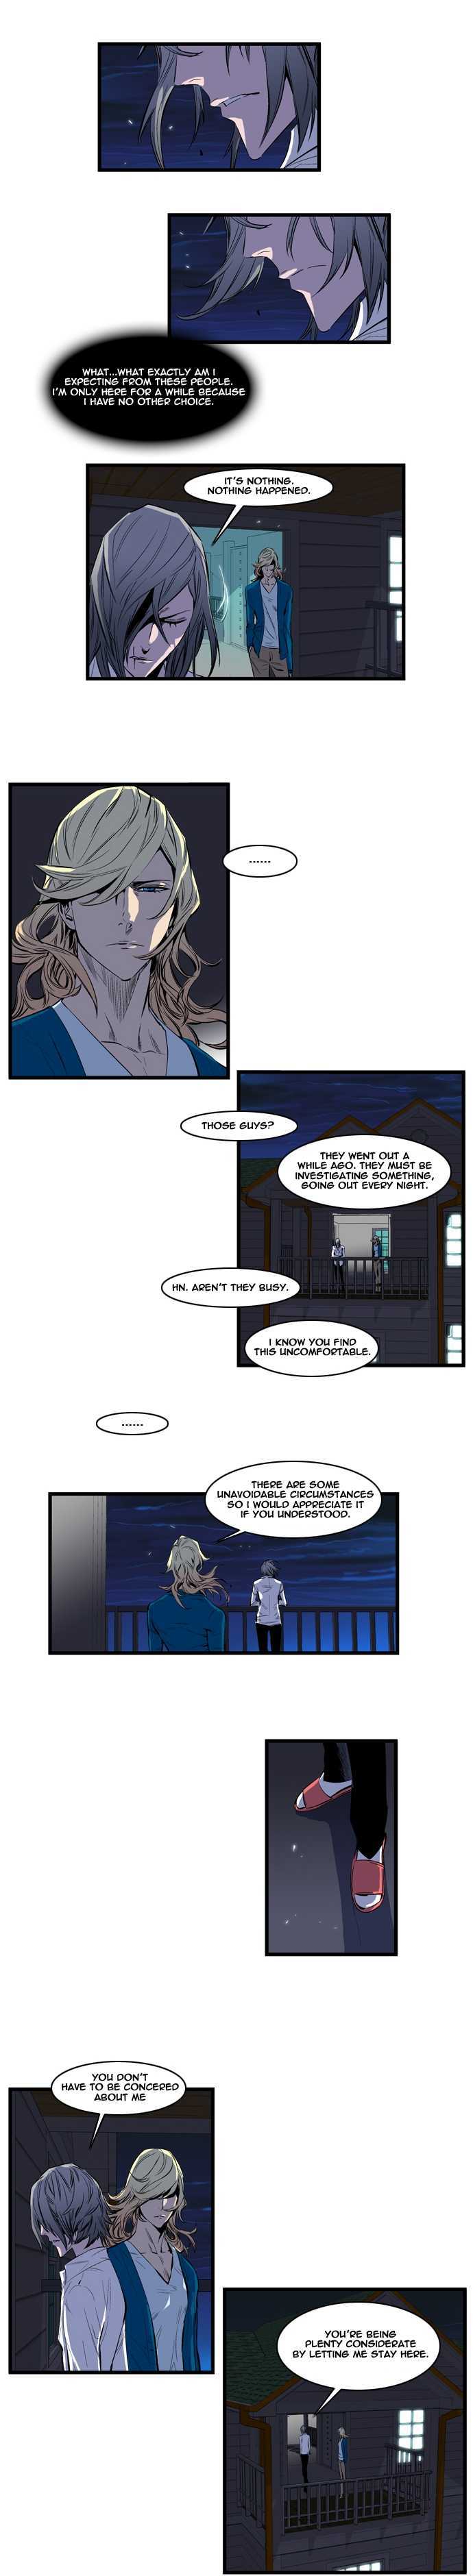 WHAT...WHAT EXACTLY AM I
EXPECTING FROM THESE PEOPLE.
I'M ONLY HERE FOR A WHILE BECAUSE
I HAVE NO OTHER CHOICE.
IT'S NOTHING.
NOTHING HAPPENED.
......
THOSE GUYS?
THEY WENT OUT A
WHILE AGO. THEY MUST BE
INVESTIGATING SOMETHING,
GOING OUT EVERY NIGHT.
HN. AREN'T THEY BUSY.
I KNOW YOU FIND
THIS UNCOMFORTABLE.
......
THERE ARE SOME
UNAVOIDABLE CIRCUMSTANCES
SO I WOULD APPRECIATE IT
IF YOU UNDERSTOOD.
YOU DON'T
HAVE TO BE CONCERED
ABOUT ME
YOU'RE BEING
PLENTY CONSIDERATE
BY LETTING ME STAY HERE.